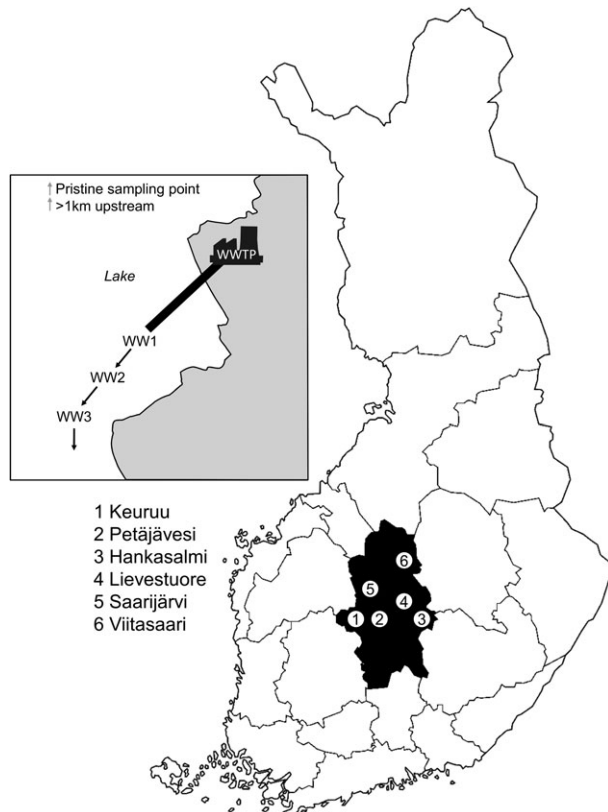 ↑ Pristine sampling point
↑ >1km upstream
WWTP
Lake
WW1
WW2
WW3
1 Keuruu
2 Petäjävesi
3 Hankasalmi
4 Lievestuore
5 Saarijärvi
6 Viitasaari
6
5
4
1 2 3